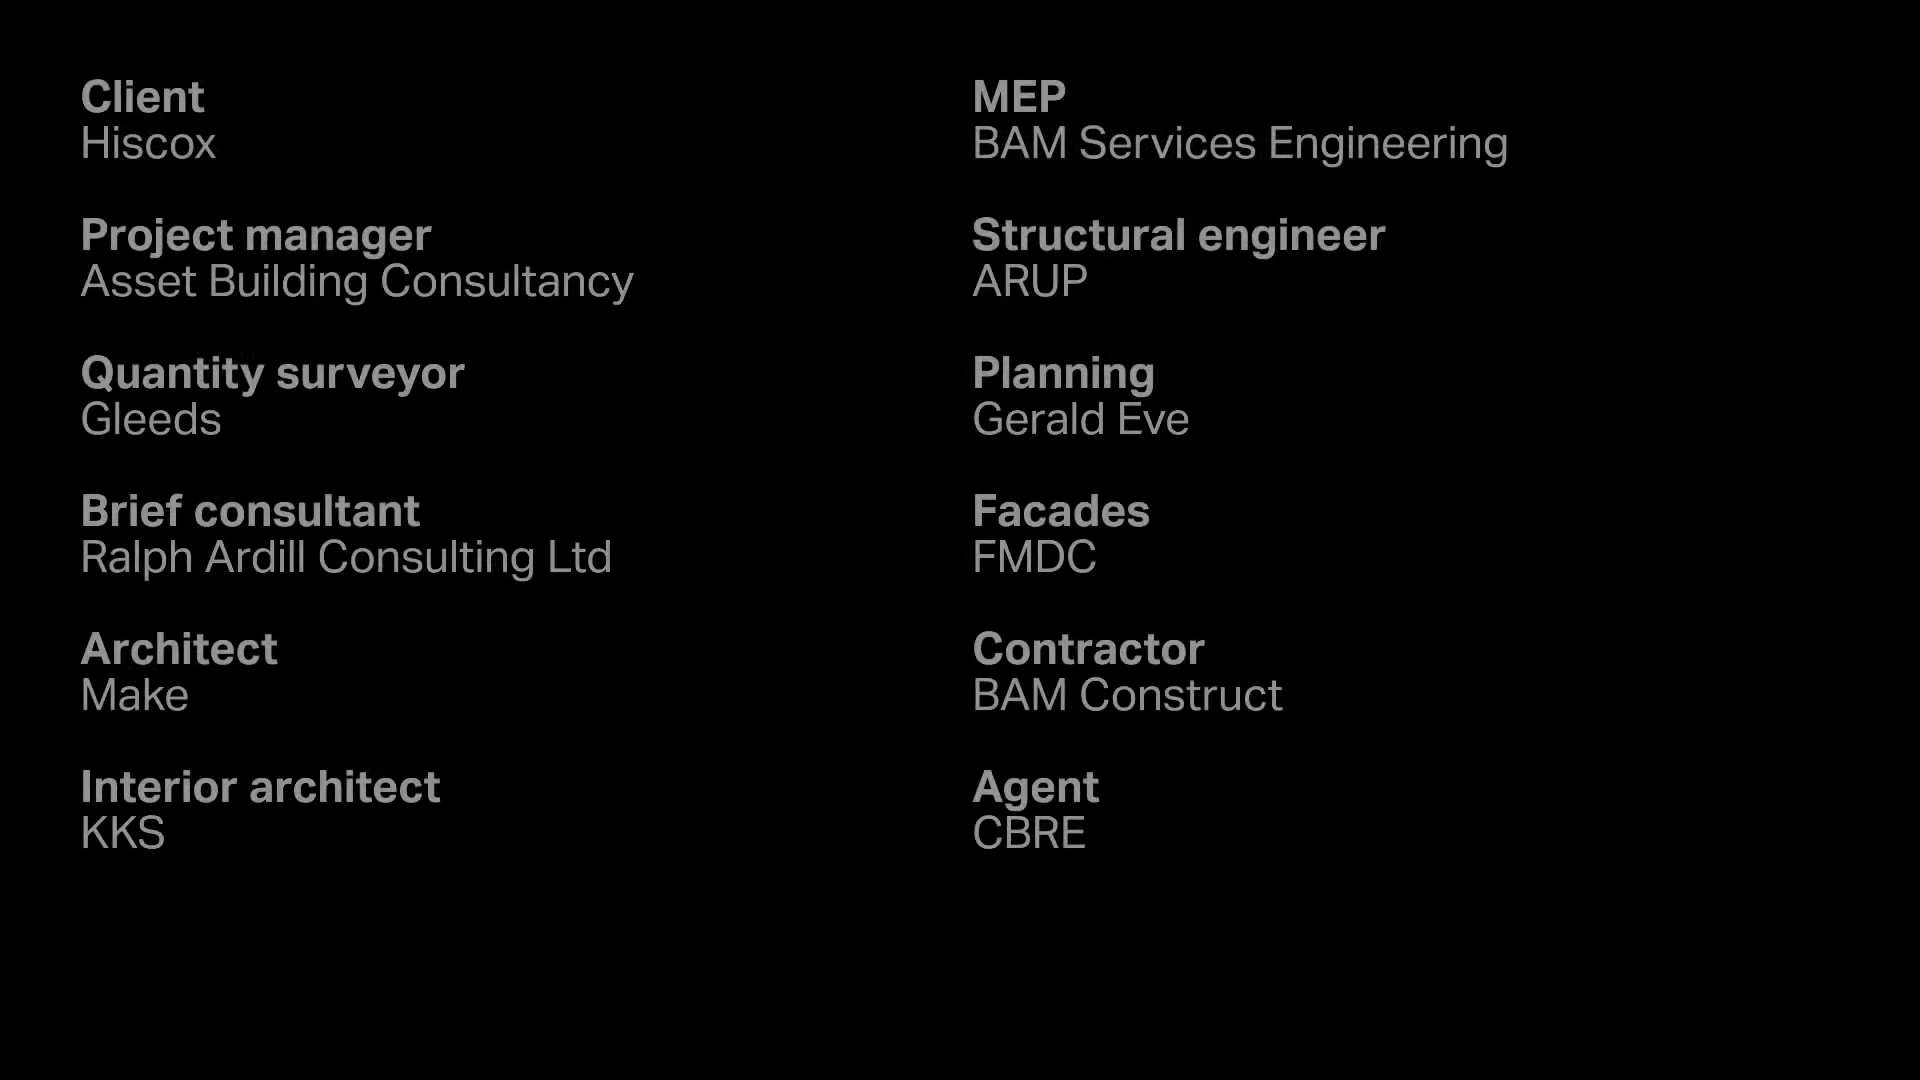 Client
Hiscox
Project manager
Asset Building Consultancy
Quantity surveyor
Gleeds
Brief consultant
Ralph Ardill Consulting Ltd
Architect
Make
Interior architect
KKS
MEP
BAM Services Engineering
Structural engineer
ARUP
Planning
Gerald Eve
Facades
FMDC
Contractor
BAM Construct
Agent
CBRE